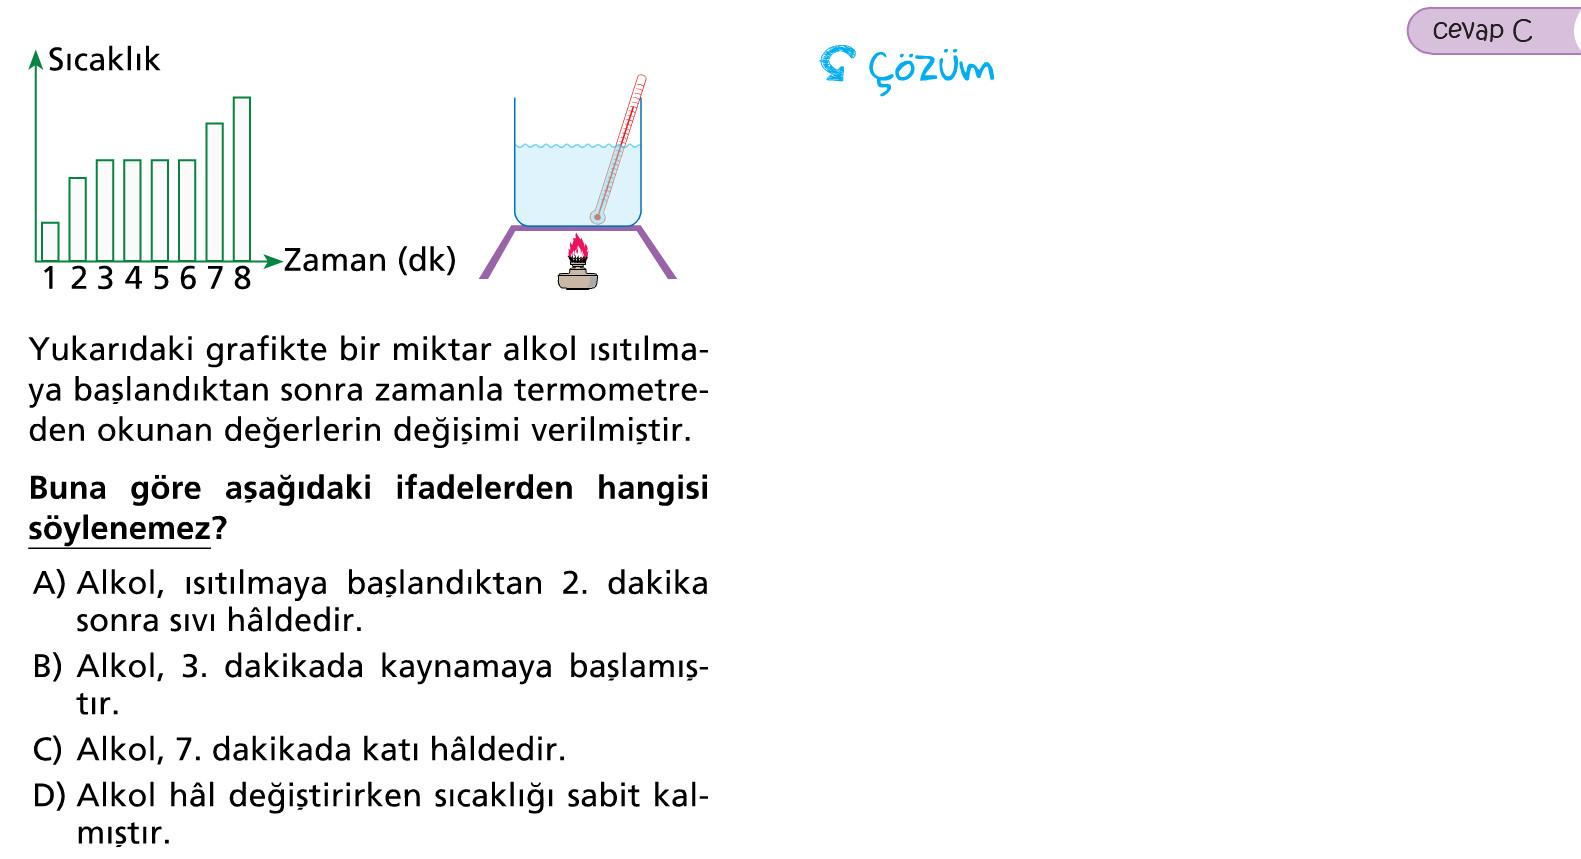 cevap C
Sıcaklık
Zaman (dk)
1 2 3 4 5 6 7 8
Çözüm
Yukarıdaki grafikte bir miktar alkol ısıtılma-
ya başlandıktan sonra zamanla termometre-
den okunan değerlerin değişimi verilmiştir.
Buna göre aşağıdaki ifadelerden hangisi
söylenemez?
A) Alkol, ısıtılmaya başlandıktan 2. dakika
sonra sıvı hâldedir.
B) Alkol, 3. dakikada kaynamaya başlamış-
tır.
C) Alkol, 7. dakikada katı hâldedir.
D) Alkol hâl değiştirirken sıcaklığı sabit kal-
mıştır.